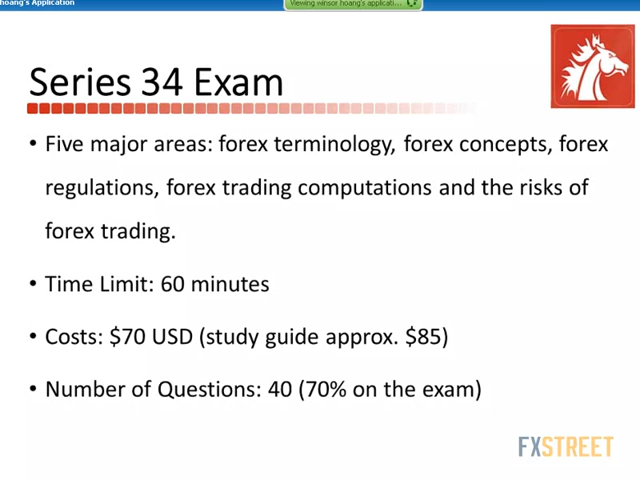 hoang's Application
Viewing winsor hoang's applicati...
Series 34 Exam
• Five major areas: forex terminology, forex concepts, forex
regulations, forex trading computations and the risks of
forex trading.
• Time Limit: 60 minutes
• Costs: $70 USD (study guide approx. $85)
• Number of Questions: 40 (70% on the exam)
FXSTREET